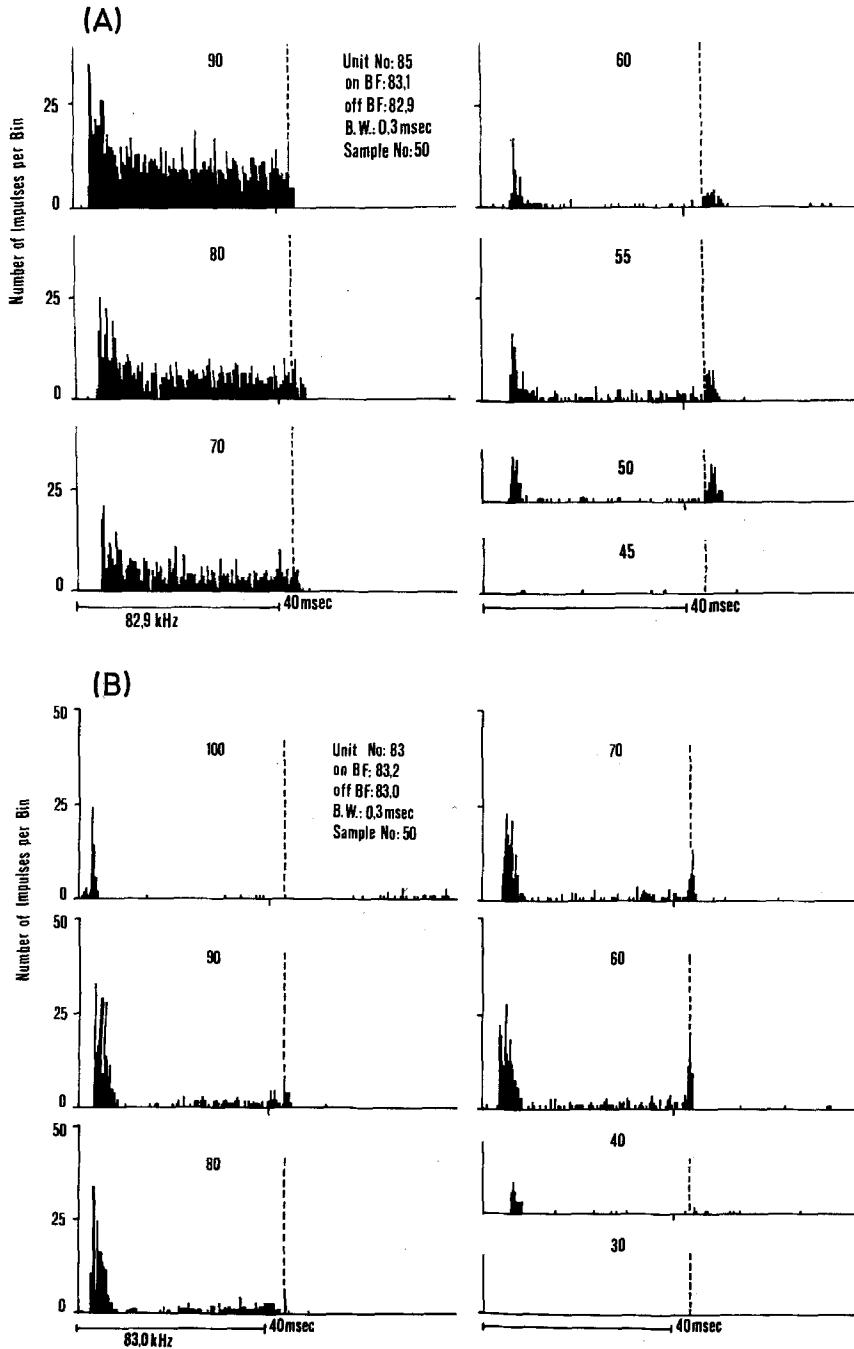 (A)
Number of Impulses per Bin
90
Unit No: 85
on BF: 83,1
off BF: 82,9
B.W.: 0,3 msec
Sample No: 50
25
0
80
25
0
70
25
0
40 msec
82,9 kHz
60
55
50
45
40 msec
(B)
Number of Impulses per Bin
50
100
Unit No: 83
on BF: 83,2
off BF: 83,0
B.W.: 0,3 msec
Sample No: 50
25
0
50
90
25
0
50
80
25
0
40 msec
83,0 kHz
70
60
40
30
40 msec